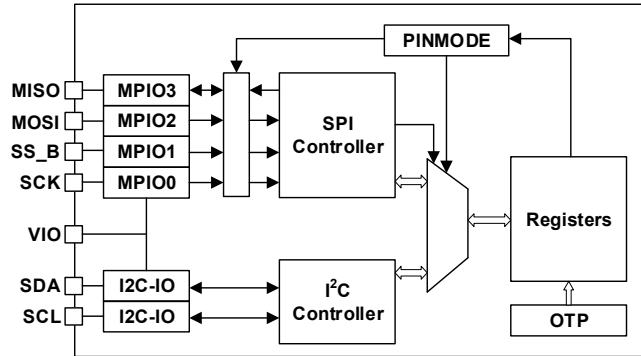 PINMODE
MISO
MPIO3
MOSI
MPIO2
SS_B
MPIO1
SCK
MPIO0
SPI
Controller
VIO
Registers
SDA
I2C-IO
SCL
I2C-IO
I²C
Controller
OTP